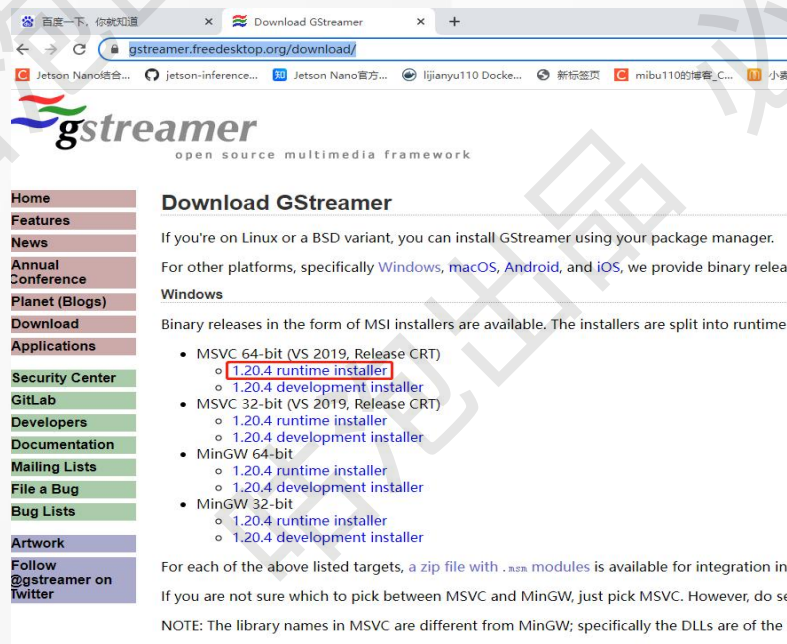 百度一下，你就知道
Download GStreamer
gstreamer.freedesktop.org/download/
Jetson Nano结合...
jetson-inference...
Jetson Nano官方...
lijianyu110 Docke...
新标签页
mibu110的博客_C...
gstreamer
open source multimedia framework
Home
Features
News
Annual
Conference
Planet (Blogs)
Download
Applications
Security Center
GitLab
Developers
Documentation
Mailing Lists
File a Bug
Bug Lists
Artwork
Follow
@gstreamer on
Twitter
Download GStreamer
If you're on Linux or a BSD variant, you can install GStreamer using your package manager.
For other platforms, specifically Windows, macOS, Android, and iOS, we provide binary relea
Windows
Binary releases in the form of MSI installers are available. The installers are split into runtime
MSVC 64-bit (VS 2019, Release CRT)
1.20.4 runtime installer
1.20.4 development installer
MSVC 32-bit (VS 2019, Release CRT)
1.20.4 runtime installer
1.20.4 development installer
MinGW 64-bit
1.20.4 runtime installer
1.20.4 development installer
MinGW 32-bit
1.20.4 runtime installer
1.20.4 development installer
For each of the above listed targets, a zip file with .msm modules is available for integration in
If you are not sure which to pick between MSVC and MinGW, just pick MSVC. However, do se
NOTE: The library names in MSVC are different from MinGW; specifically the DLLs are of the
咕泡出品